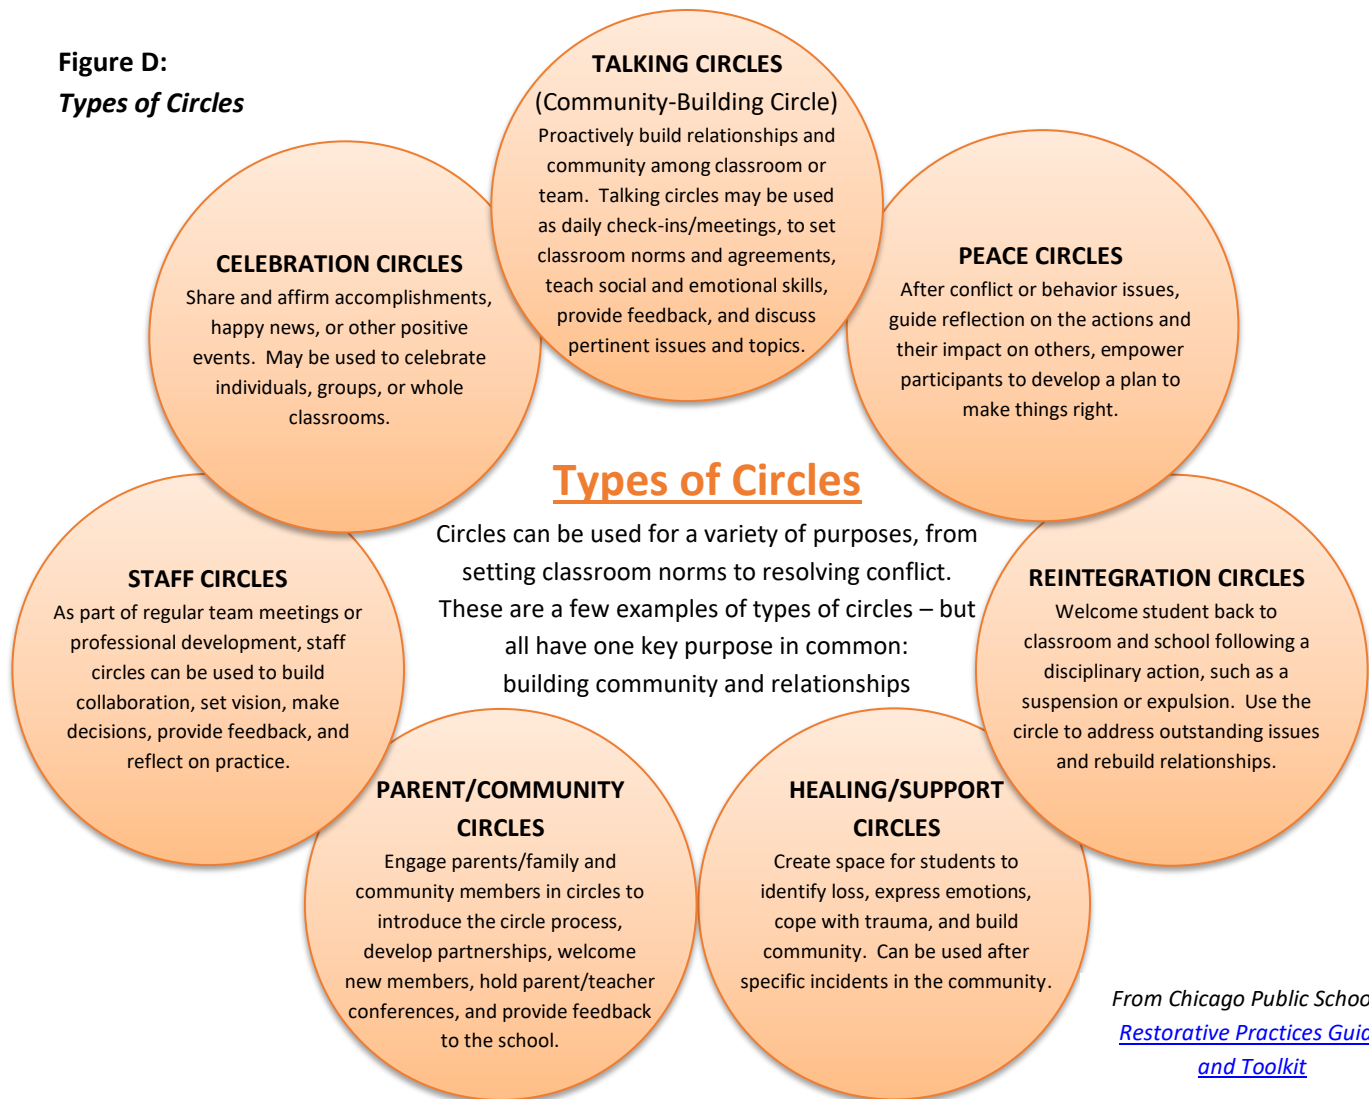 Figure D:
Types of Circles
TALKING CIRCLES
(Community-Building Circle)
Proactively build relationships and
community among classroom or
team.  Talking circles may be used
as daily check-ins/meetings, to set
classroom norms and agreements,
teach social and emotional skills,
provide feedback, and discuss
pertinent issues and topics.
CELEBRATION CIRCLES
Share and affirm accomplishments,
happy news, or other positive
events.  May be used to celebrate
individuals, groups, or whole
classrooms.
PEACE CIRCLES
After conflict or behavior issues,
guide reflection on the actions and
their impact on others, empower
participants to develop a plan to
make things right.
Types of Circles
Circles can be used for a variety of purposes, from
setting classroom norms to resolving conflict.
These are a few examples of types of circles – but
all have one key purpose in common:
building community and relationships
STAFF CIRCLES
As part of regular team meetings or
professional development, staff
circles can be used to build
collaboration, set vision, make
decisions, provide feedback, and
reflect on practice.
REINTEGRATION CIRCLES
Welcome student back to
classroom and school following a
disciplinary action, such as a
suspension or expulsion.  Use the
circle to address outstanding issues
and rebuild relationships.
PARENT/COMMUNITY
CIRCLES
Engage parents/family and
community members in circles to
introduce the circle process,
develop partnerships, welcome
new members, hold parent/teacher
conferences, and provide feedback
to the school.
HEALING/SUPPORT
CIRCLES
Create space for students to
identify loss, express emotions,
cope with trauma, and build
community.  Can be used after
specific incidents in the community.
From Chicago Public School
Restorative Practices Guid
and Toolkit